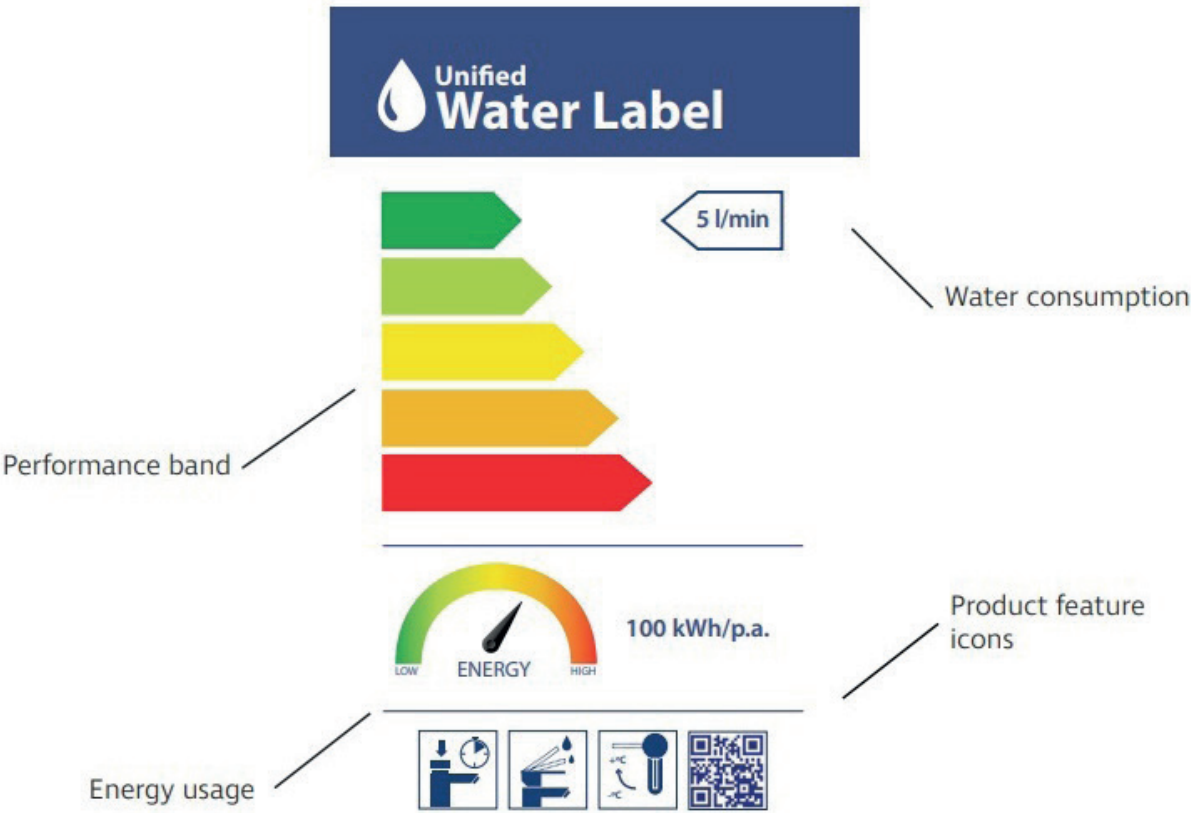 Unified
Water Label
5 l/min
Water consumption
Performance band
100 kWh/p.a.
LOW
ENERGY
HIGH
Product feature
icons
Energy usage
+°C
-°C